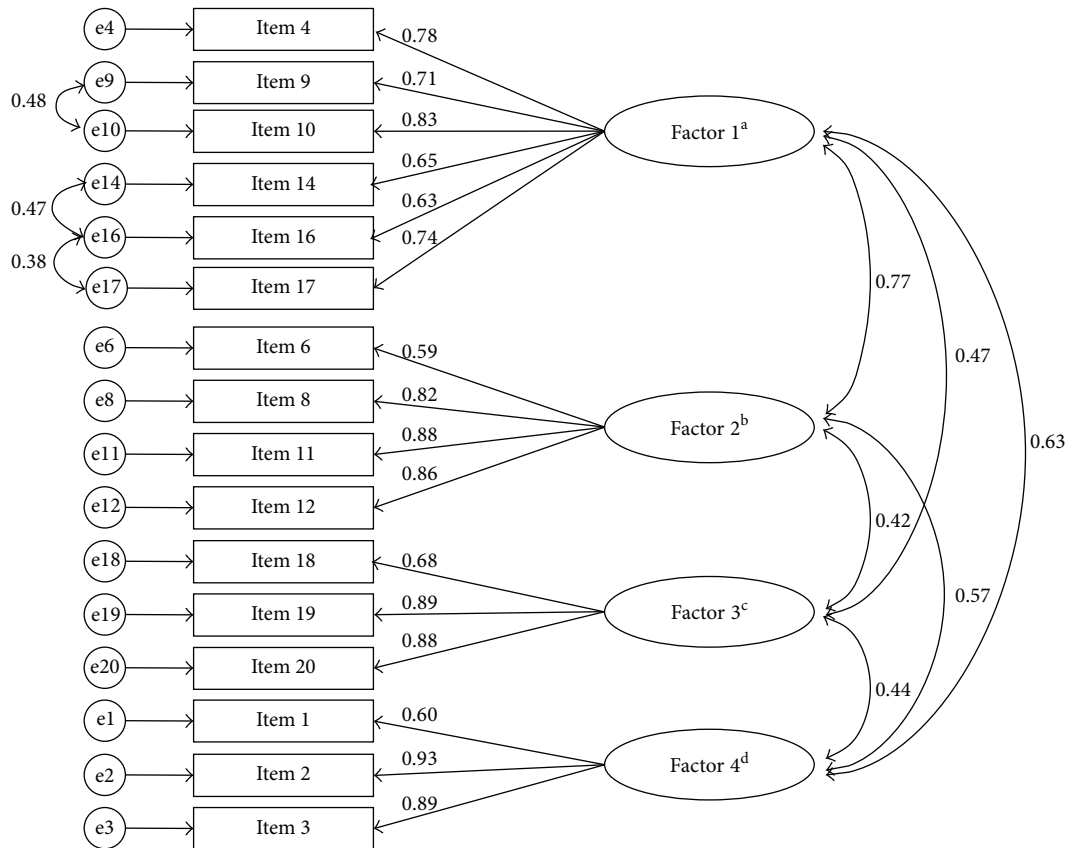 e4 Item 4 0.78
e9 Item 9 0.71
0.48
e10 Item 10 0.83 Factor 1a
e14 Item 14 0.65
0.47
e16 Item 16 0.63
0.38
e17 Item 17 0.74
0.77
e6 Item 6 0.59
0.47
e8 Item 8 0.82
Factor 2b
0.63
e11 Item 11 0.88
e12 Item 12 0.86
0.42
e18 Item 18 0.68
0.57
e19 Item 19 0.89 Factor 3c
e20 Item 20 0.88
0.44
e1 Item 1 0.60
e2 Item 2 0.93 Factor 4d
e3 Item 3 0.89